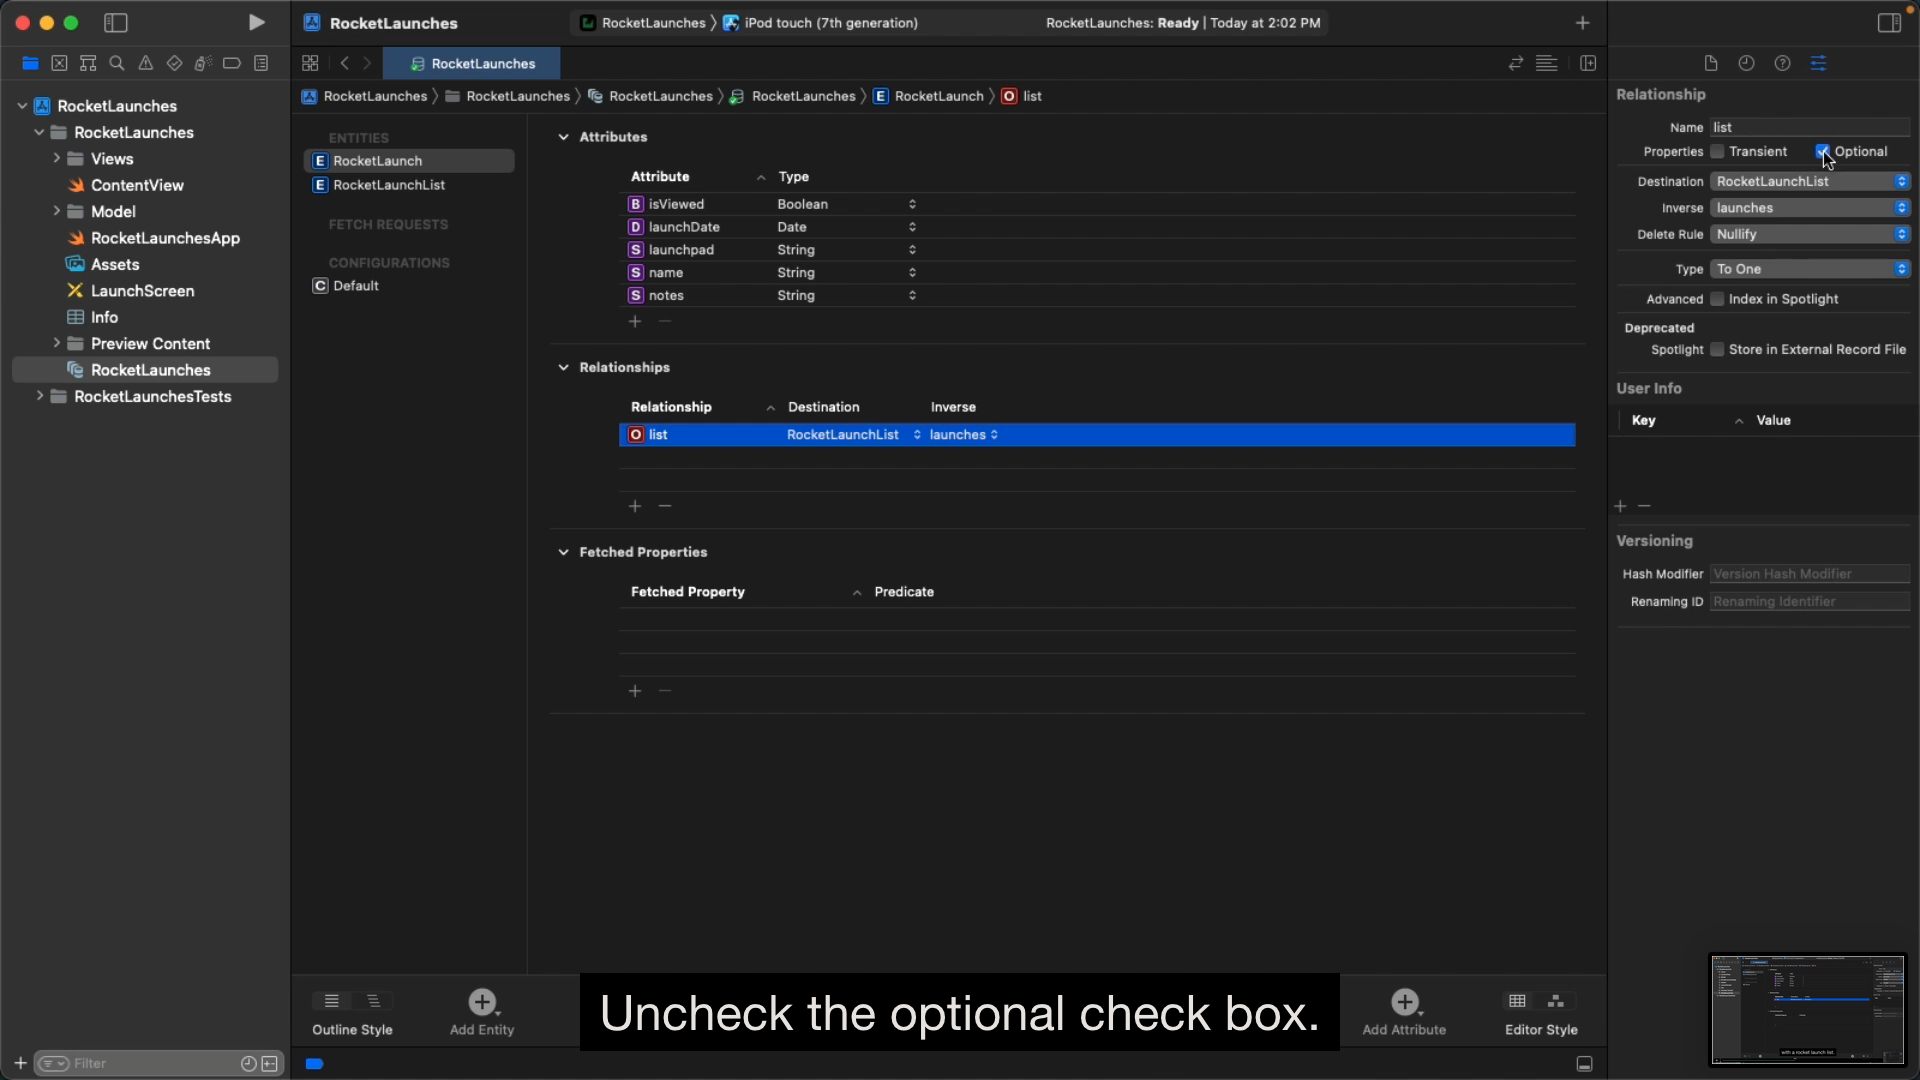 RocketLaunches
RocketLaunches 〉 iPod touch (7th generation)
RocketLaunches: Ready | Today at 2:02 PM
RocketLaunches
RocketLaunches 〉 RocketLaunches 〉 RocketLaunches 〉 RocketLaunches 〉 E RocketLaunch 〉 O list
RocketLaunches
RocketLaunches
Views
ContentView
Model
RocketLaunchesApp
Assets
LaunchScreen
Info
Preview Content
RocketLaunches
RocketLaunchesTests
Filter
ENTITIES
E RocketLaunch
E RocketLaunchList
FETCH REQUESTS
CONFIGURATIONS
C Default
Attributes
Attribute Type
B isViewed Boolean
D launchDate Date
S launchpad String
S name String
S notes String
Relationships
Relationship Destination Inverse
O list RocketLaunchList launches
Fetched Properties
Fetched Property Predicate
Outline Style
Add Entity
Uncheck the optional check box.
Add Attribute
Editor Style
Relationship
Name list
Properties Transient Optional
Destination RocketLaunchList
Inverse launches
Delete Rule Nullify
Type To One
Advanced Index in Spotlight
Deprecated
Spotlight Store in External Record File
User Info
Key Value
Versioning
Hash Modifier Version Hash Modifier
Renaming ID Renaming Identifier
with a rocket launch list.